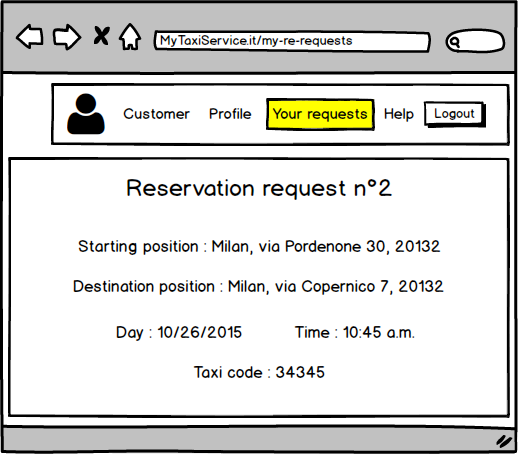 MyTaxiService.it/my-re-requests
Customer Profile Your requests Help Logout
Reservation request n°2
Starting position : Milan, via Pordenone 30, 20132
Destination position : Milan, via Copernico 7, 20132
Day : 10/26/2015 Time : 10:45 a.m.
Taxi code : 34345